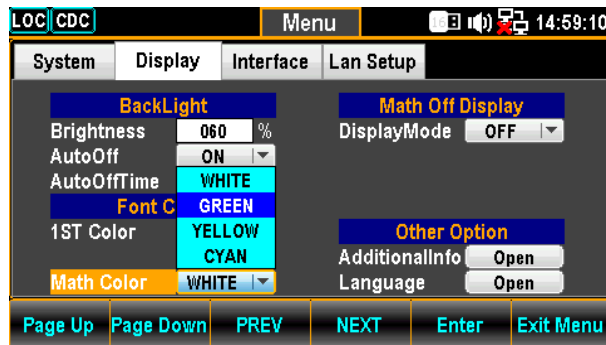 LOC CDC Menu 14:59:10
System Display Interface Lan Setup
BackLight
Brightness 060 %
AutoOff ON
AutoOffTime
Font C
1ST Color
Math Color WHITE
WHITE
GREEN
YELLOW
CYAN
Math Off Display
DisplayMode OFF
Other Option
AdditionalInfo Open
Language Open
Page Up Page Down PREV NEXT Enter Exit Menu